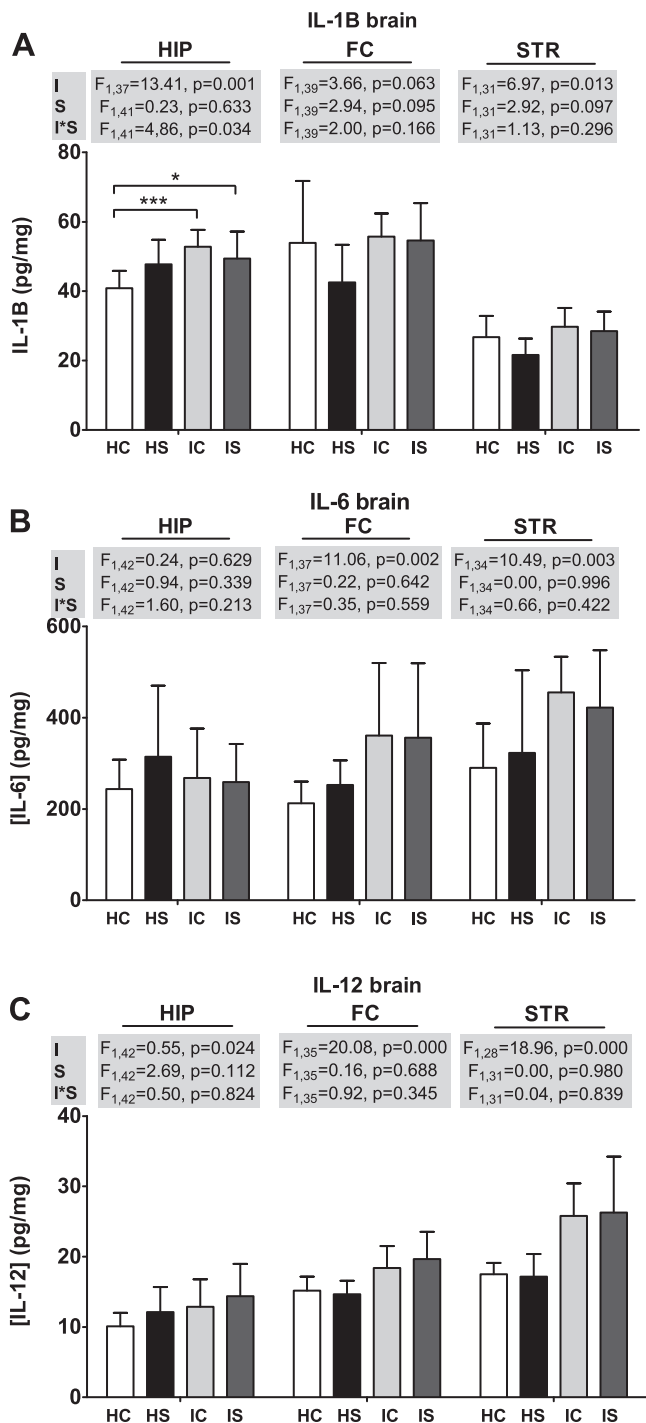 A
IL-1B brain
HIP FC STR
I F1,37=13.41, p=0.001 F1,39=3.66, p=0.063 F1,31=6.97, p=0.013
S F1,41=0.23, p=0.633 F1,39=2.94, p=0.095 F1,31=2.92, p=0.097
I*S F1,41=4,86, p=0.034 F1,39=2.00, p=0.166 F1,31=1.13, p=0.296
80
60
40
20
0
IL-1B (pg/mg)
*
***
HC HS IC IS HC HS IC IS HC HS IC IS
B
IL-6 brain
HIP FC STR
I F1,42=0.24, p=0.629 F1,37=11.06, p=0.002 F1,34=10.49, p=0.003
S F1,42=0.94, p=0.339 F1,37=0.22, p=0.642 F1,34=0.00, p=0.996
I*S F1,42=1.60, p=0.213 F1,37=0.35, p=0.559 F1,34=0.66, p=0.422
600
400
200
0
[IL-6] (pg/mg)
HC HS IC IS HC HS IC IS HC HS IC IS
C
IL-12 brain
HIP FC STR
I F1,42=0.55, p=0.024 F1,35=20.08, p=0.000 F1,28=18.96, p=0.000
S F1,42=2.69, p=0.112 F1,35=0.16, p=0.688 F1,31=0.00, p=0.980
I*S F1,42=0.50, p=0.824 F1,35=0.92, p=0.345 F1,31=0.04, p=0.839
40
30
20
10
0
[IL-12] (pg/mg)
HC HS IC IS HC HS IC IS HC HS IC IS